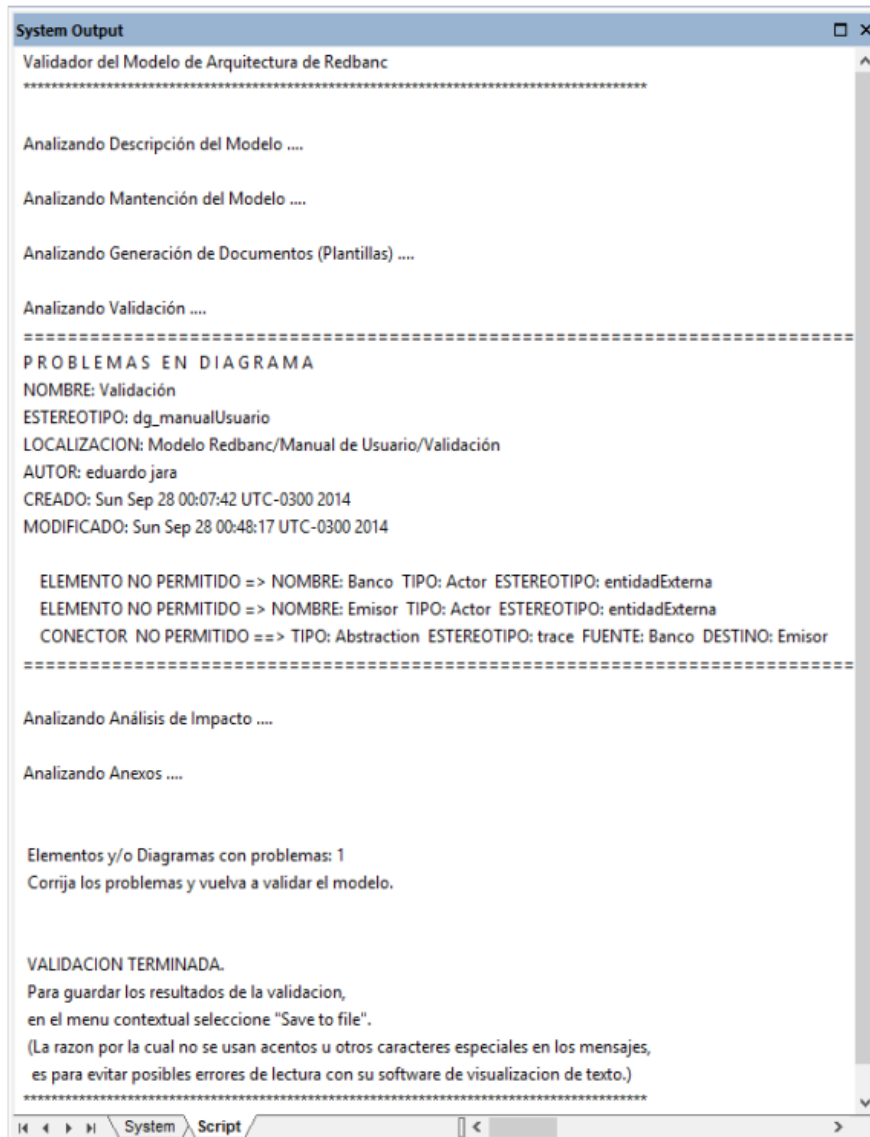 System Output
Validador del Modelo de Arquitectura de Redbanc
******************************************************************************************
Analizando Descripción del Modelo ....
Analizando Mantención del Modelo ....
Analizando Generación de Documentos (Plantillas) ....
Analizando Validación ....
===========================================================================
P R O B L E M A S  E N  D I A G R A M A
NOMBRE: Validación
ESTEREOTIPO: dg_manualUsuario
LOCALIZACION: Modelo Redbanc/Manual de Usuario/Validación
AUTOR: eduardo jara
CREADO: Sun Sep 28 00:07:42 UTC-0300 2014
MODIFICADO: Sun Sep 28 00:48:17 UTC-0300 2014
ELEMENTO NO PERMITIDO => NOMBRE: Banco  TIPO: Actor  ESTEREOTIPO: entidadExterna
ELEMENTO NO PERMITIDO => NOMBRE: Emisor  TIPO: Actor  ESTEREOTIPO: entidadExterna
CONECTOR  NO PERMITIDO ==> TIPO: Abstraction  ESTEREOTIPO: trace  FUENTE: Banco  DESTINO: Emisor
===========================================================================
Analizando Análisis de Impacto ....
Analizando Anexos ....
Elementos y/o Diagramas con problemas: 1
Corrija los problemas y vuelva a validar el modelo.
VALIDACION TERMINADA.
Para guardar los resultados de la validacion,
en el menu contextual seleccione "Save to file".
(La razon por la cual no se usan acentos u otros caracteres especiales en los mensajes,
es para evitar posibles errores de lectura con su software de visualizacion de texto.)
******************************************************************************************
System Script